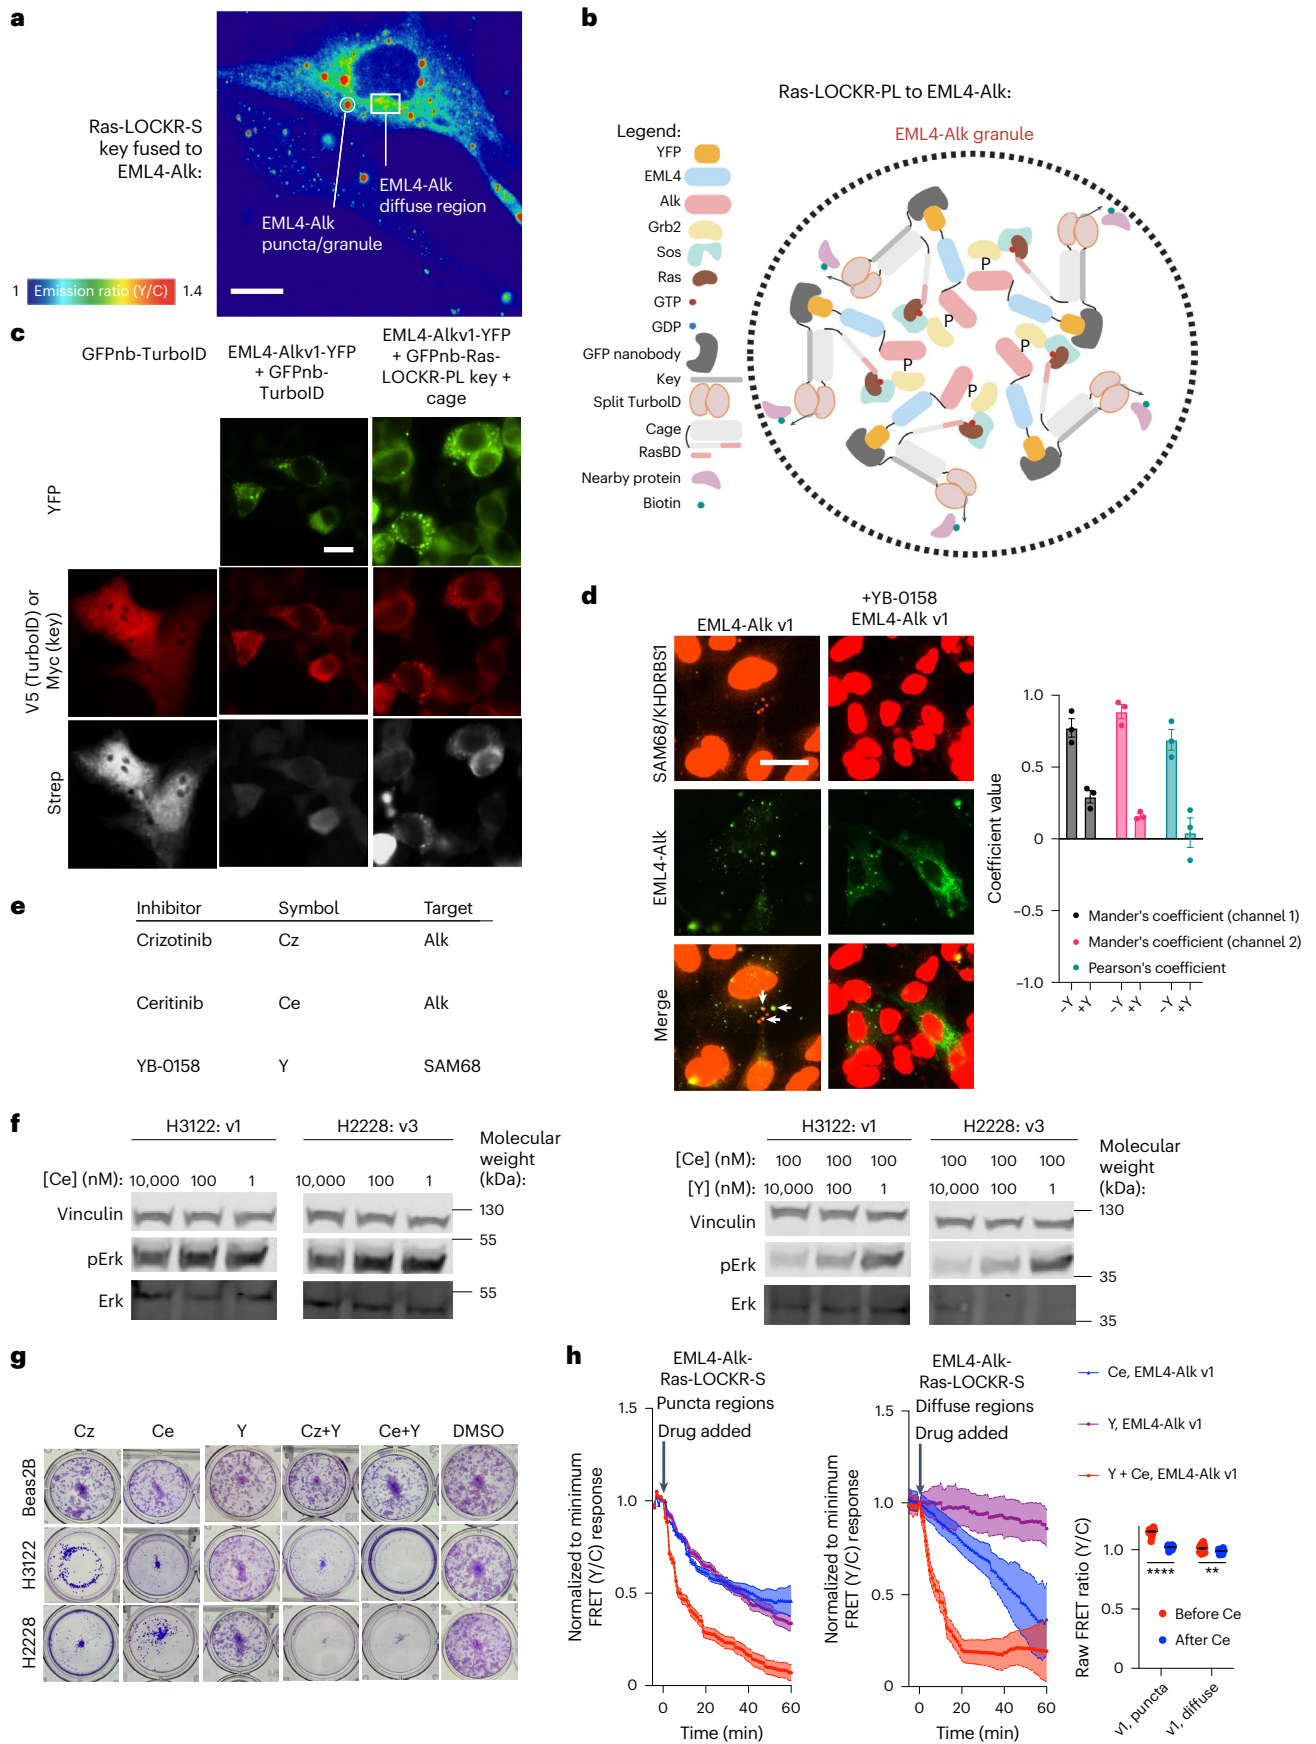 a
Ras-LOCKR-S
key fused to
EML4-Alk:
EML4-Alk
diffuse region
EML4-Alk
puncta/granule
1 Emission ratio (Y/C) 1.4
b
Ras-LOCKR-PL to EML4-Alk:
Legend:
EML4-Alk granule
YFP
EML4
Alk
Grb2
Sos
Ras
GTP
GDP
GFP nanobody
Key
Split TurboID
Cage
RasBD
Nearby protein
Biotin
P
P
P
P
P
c
GFPnb-TurboID
EML4-Alkv1-YFP
+ GFPnb-
TurboID
EML4-Alkv1-YFP
+ GFPnb-Ras-
LOCKR-PL key +
cage
YFP
V5 (TurboID) or
Myc (key)
Strep
d
EML4-Alk v1
+YB-0158
EML4-Alk v1
SAM68/KHDRBS1
EML4-Alk
Merge
Coefficient value
1.0
0.5
0
−0.5
−1.0
Mander's coefficient (channel 1)
Mander's coefficient (channel 2)
Pearson's coefficient
−Y +Y −Y +Y −Y +Y
e
Inhibitor Symbol Target
Crizotinib Cz Alk
Ceritinib Ce Alk
YB-0158 Y SAM68
f
H3122: v1 H2228: v3
Molecular
weight
(kDa):
[Ce] (nM): 10,000 100 1 10,000 100 1
Vinculin
130
55
pErk
55
Erk
H3122: v1 H2228: v3
Molecular
weight
(kDa):
[Ce] (nM): 100 100 100 100 100 100
[Y] (nM): 10,000 100 1 10,000 100 1
130
Vinculin
pErk
35
Erk
35
g
Cz Ce Y Cz+Y Ce+Y DMSO
Beas2B
H3122
H2228
h
EML4-Alk-
Ras-LOCKR-S
Puncta regions
Drug added
Normalized to minimum
FRET (Y/C) response
1.5
1.0
0.5
0
0 20 40 60
Time (min)
EML4-Alk-
Ras-LOCKR-S
Diffuse regions
Drug added
Normalized to minimum
FRET (Y/C) response
1.5
1.0
0.5
0
0 20 40 60
Time (min)
Ce, EML4-Alk v1
Y, EML4-Alk v1
Y + Ce, EML4-Alk v1
Raw FRET ratio (Y/C)
1.0
0.5
0
**** **
Before Ce
After Ce
v1, puncta
v1, diffuse